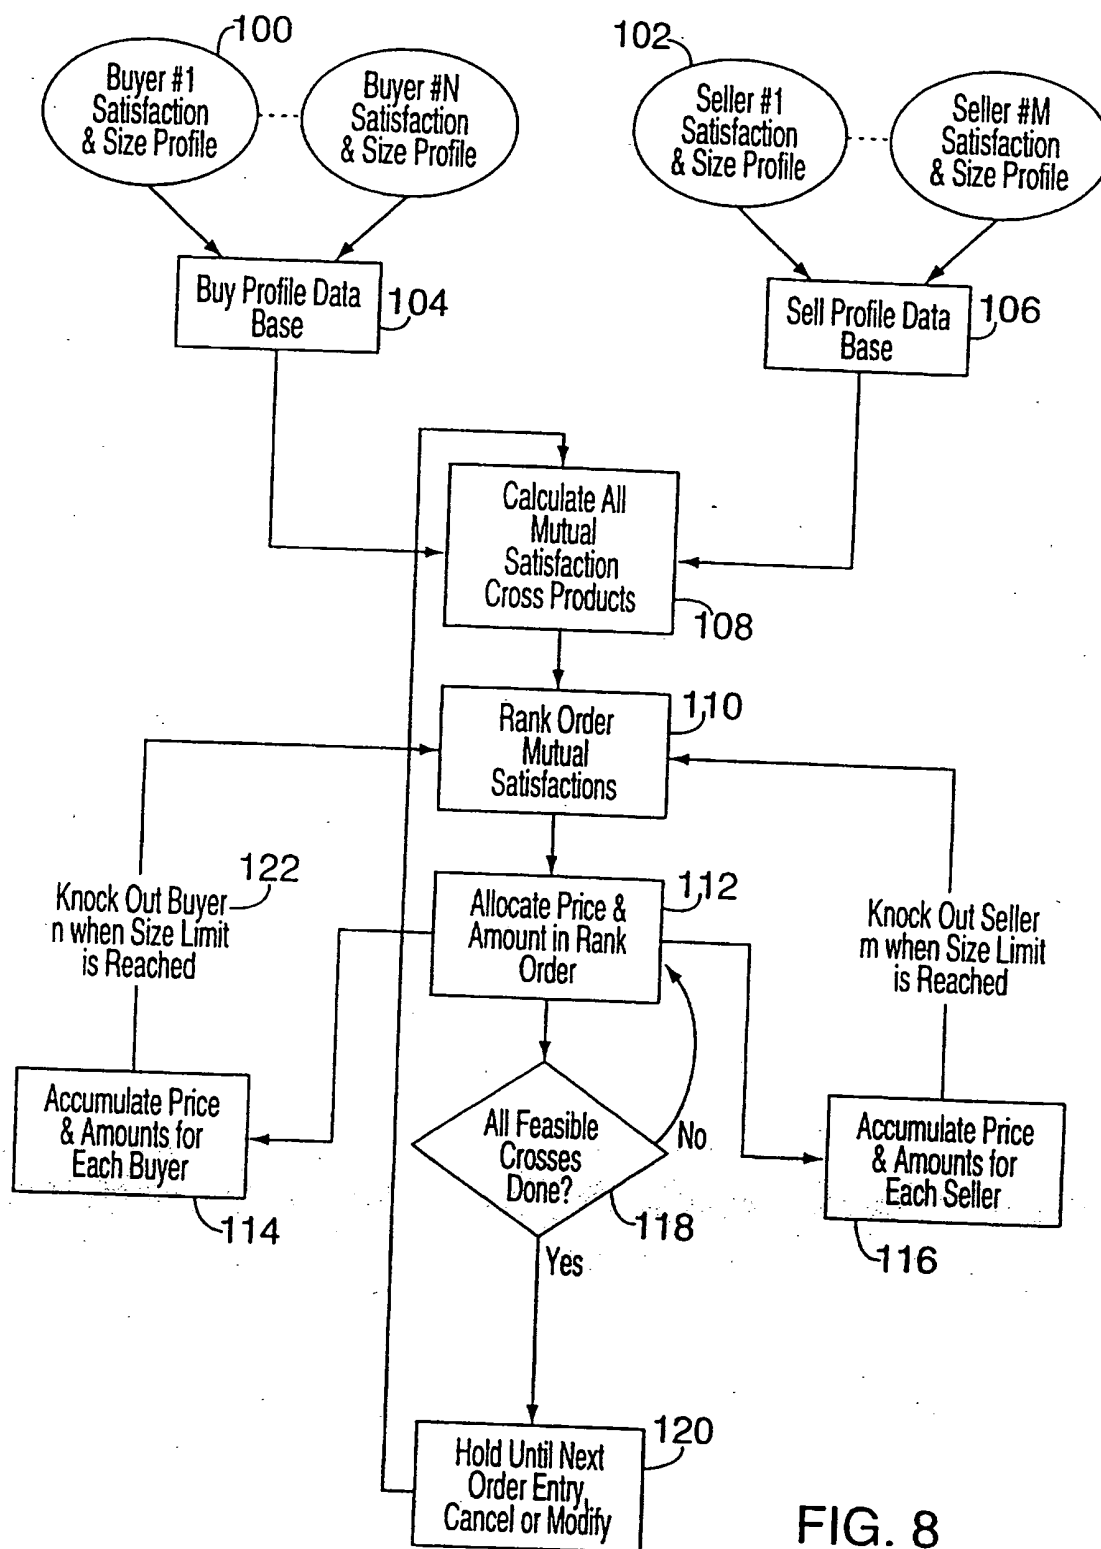 100
Buyer #1
Satisfaction
& Size Profile
Buyer #N
Satisfaction
& Size Profile
102
Seller #1
Satisfaction
& Size Profile
Seller #M
Satisfaction
& Size Profile
Buy Profile Data
Base
104
Sell Profile Data
Base
106
Calculate All
Mutual
Satisfaction
Cross Products
108
Rank Order
Mutual
Satisfactions
110
Knock Out Buyer
n when Size Limit
is Reached
122
Allocate Price &
Amount in Rank
Order
112
Knock Out Seller
m when Size Limit
is Reached
Accumulate Price
& Amounts for
Each Buyer
114
All Feasible
Crosses
Done?
No
118
Yes
Accumulate Price
& Amounts for
Each Seller
116
Hold Until Next
Order Entry,
Cancel or Modify
120
FIG. 8